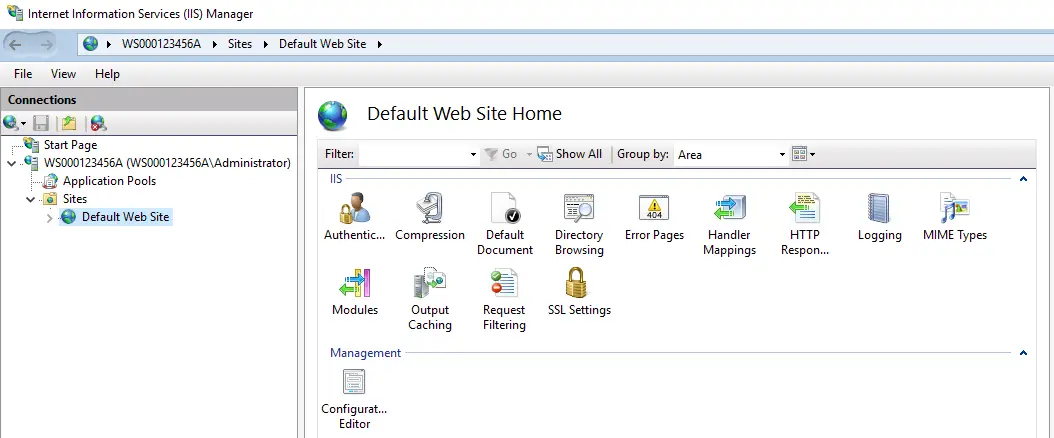 Internet Information Services (IIS) Manager
WS000123456A Sites Default Web Site
File View Help
Connections
Start Page
WS000123456A (WS000123456A\Administrator)
Application Pools
Sites
Default Web Site
Default Web Site Home
Filter: Go Show All Group by: Area
IIS
Authentic... Compression Default Document Directory Browsing Error Pages Handler Mappings HTTP Respon... Logging MIME Types
404
Modules Output Caching Request Filtering SSL Settings
Management
Configurat... Editor